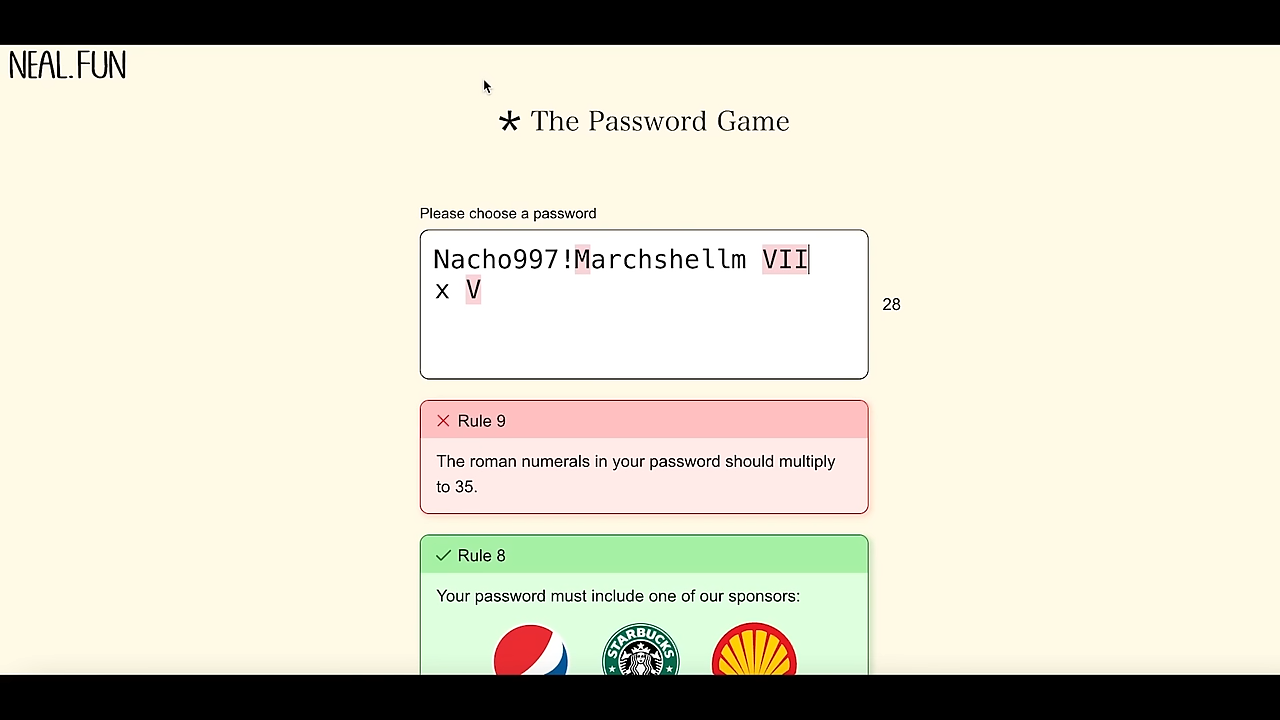 NEAL.FUN
* The Password Game
Please choose a password
Nacho997!Marchshellm VII
x V
28
Rule 9
The roman numerals in your password should multiply
to 35.
Rule 8
Your password must include one of our sponsors:
STARBUCKS